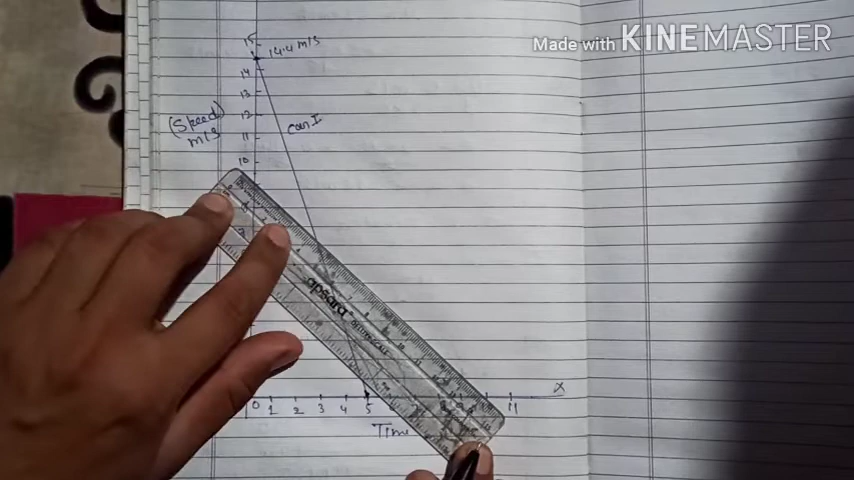 Made with KINEMASTER
15
14.4 m/s
14
13
(Speed)
m/s
12
car I
11
10
apsara
X
0 1 2 3 4 5 11
Time